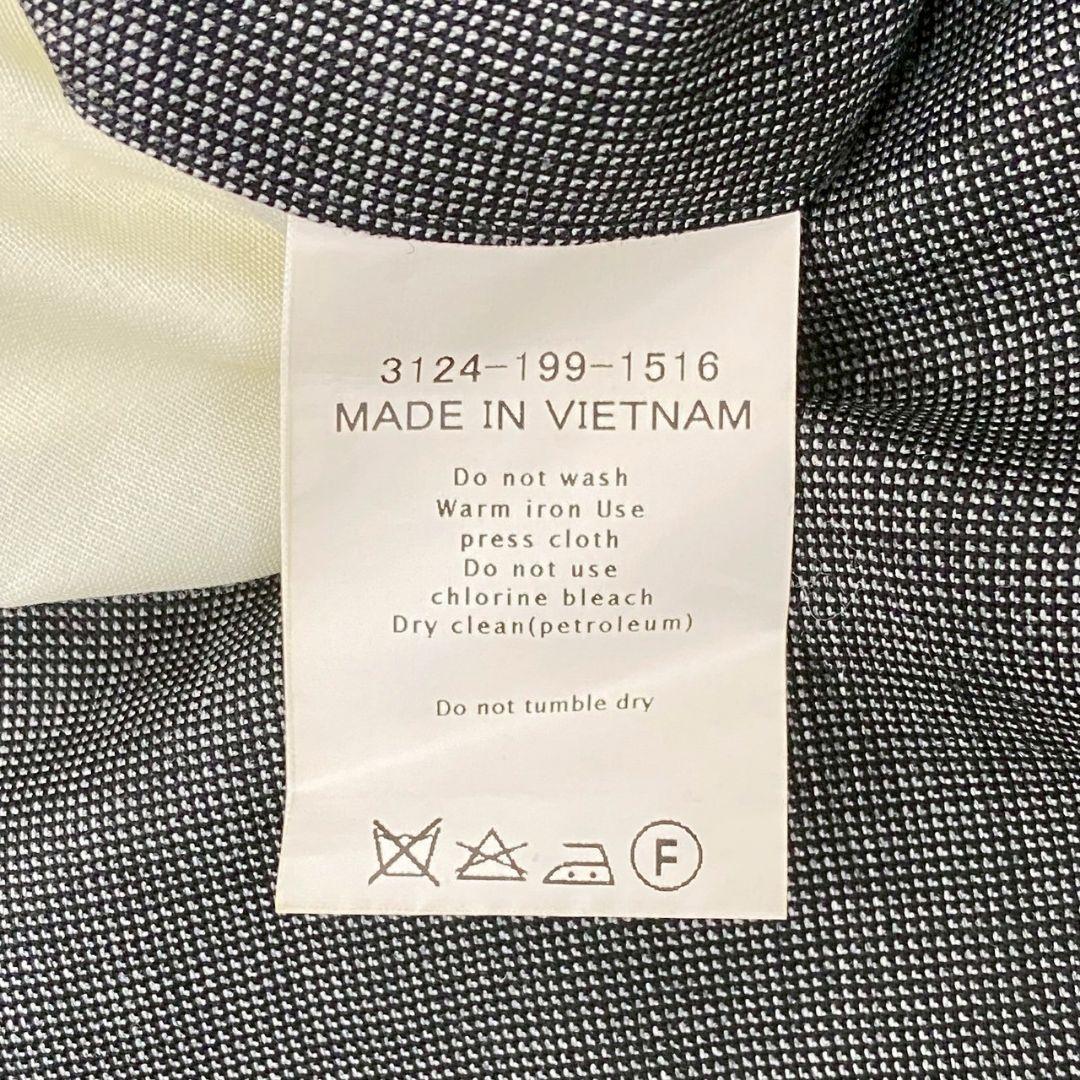 3124-199-1516
MADE IN VIETNAM
Do not wash
Warm iron Use
press cloth
Do not use
chlorine bleach
Dry clean(petroleum)
Do not tumble dry
F